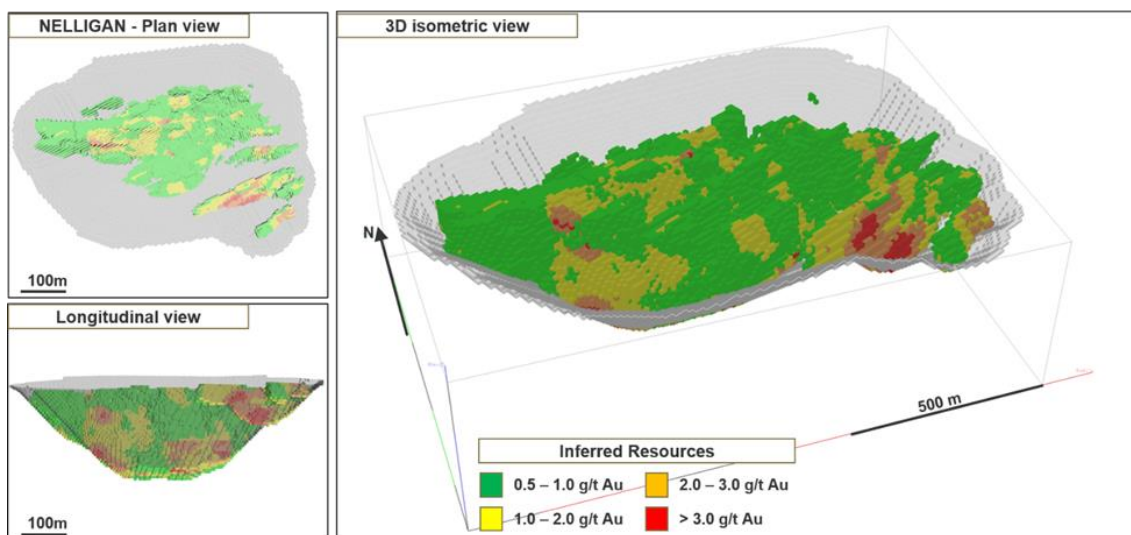 NELLIGAN - Plan view
100m
Longitudinal view
100m
3D isometric view
N
500 m
Inferred Resources
0.5 – 1.0 g/t Au
2.0 – 3.0 g/t Au
1.0 – 2.0 g/t Au
> 3.0 g/t Au